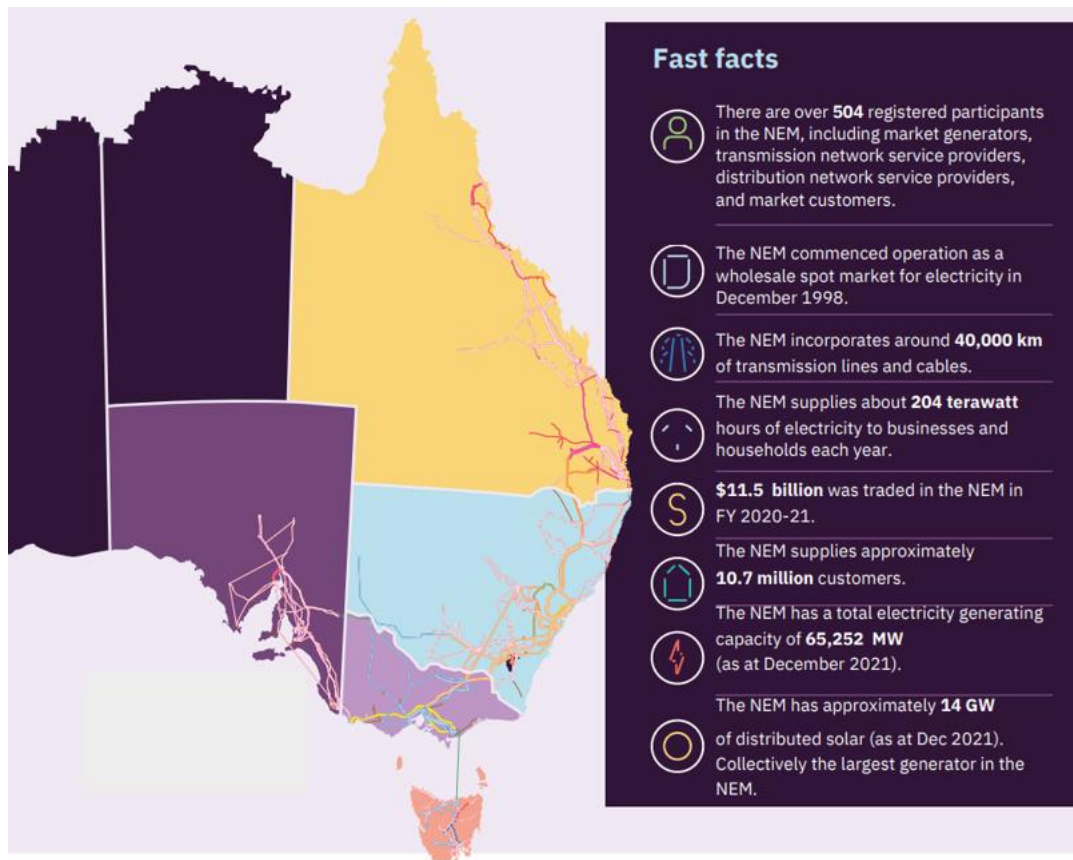 Fast facts
There are over 504 registered participants
in the NEM, including market generators,
transmission network service providers,
distribution network service providers,
and market customers.
The NEM commenced operation as a
wholesale spot market for electricity in
December 1998.
The NEM incorporates around 40,000 km
of transmission lines and cables.
The NEM supplies about 204 terawatt
hours of electricity to businesses and
households each year.
$11.5 billion was traded in the NEM in
FY 2020-21.
The NEM supplies approximately
10.7 million customers.
The NEM has a total electricity generating
capacity of 65,252 MW
(as at December 2021).
The NEM has approximately 14 GW
of distributed solar (as at Dec 2021).
Collectively the largest generator in the
NEM.